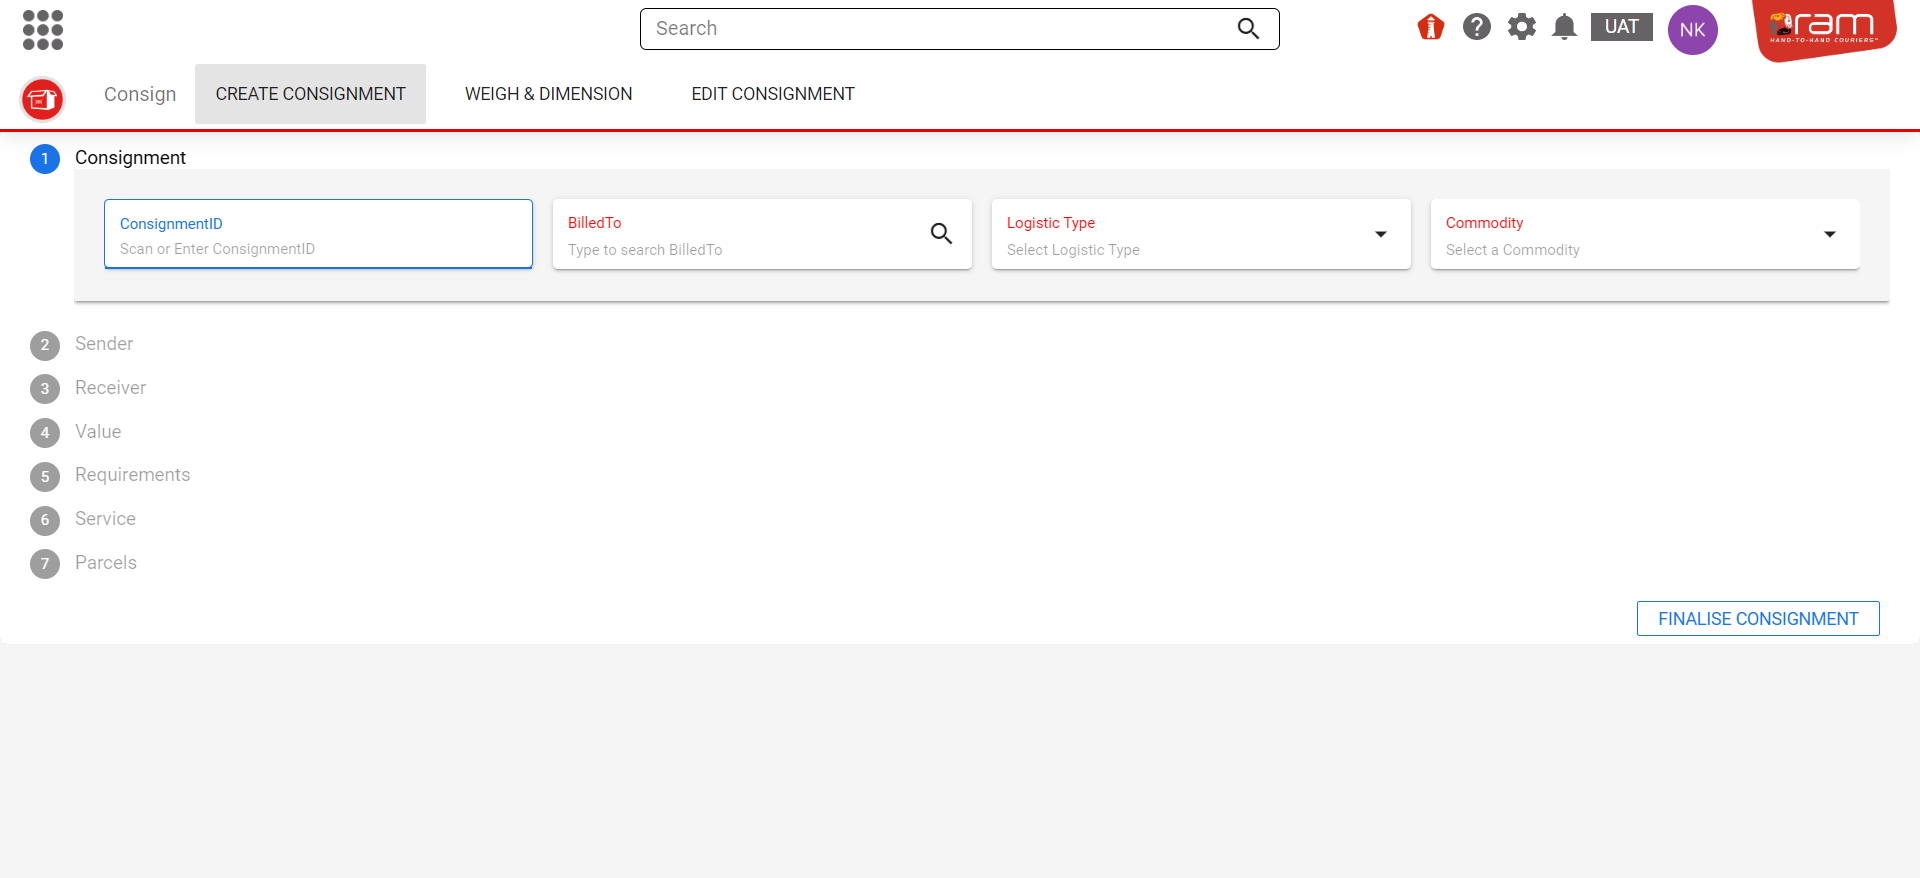 Search
UAT
NK
ram
HAND-TO-HAND COURIERS
Consign
CREATE CONSIGNMENT
WEIGH & DIMENSION
EDIT CONSIGNMENT
1 Consignment
ConsignmentID
Scan or Enter ConsignmentID
BilledTo
Type to search BilledTo
Logistic Type
Select Logistic Type
Commodity
Select a Commodity
2 Sender
3 Receiver
4 Value
5 Requirements
6 Service
7 Parcels
FINALISE CONSIGNMENT